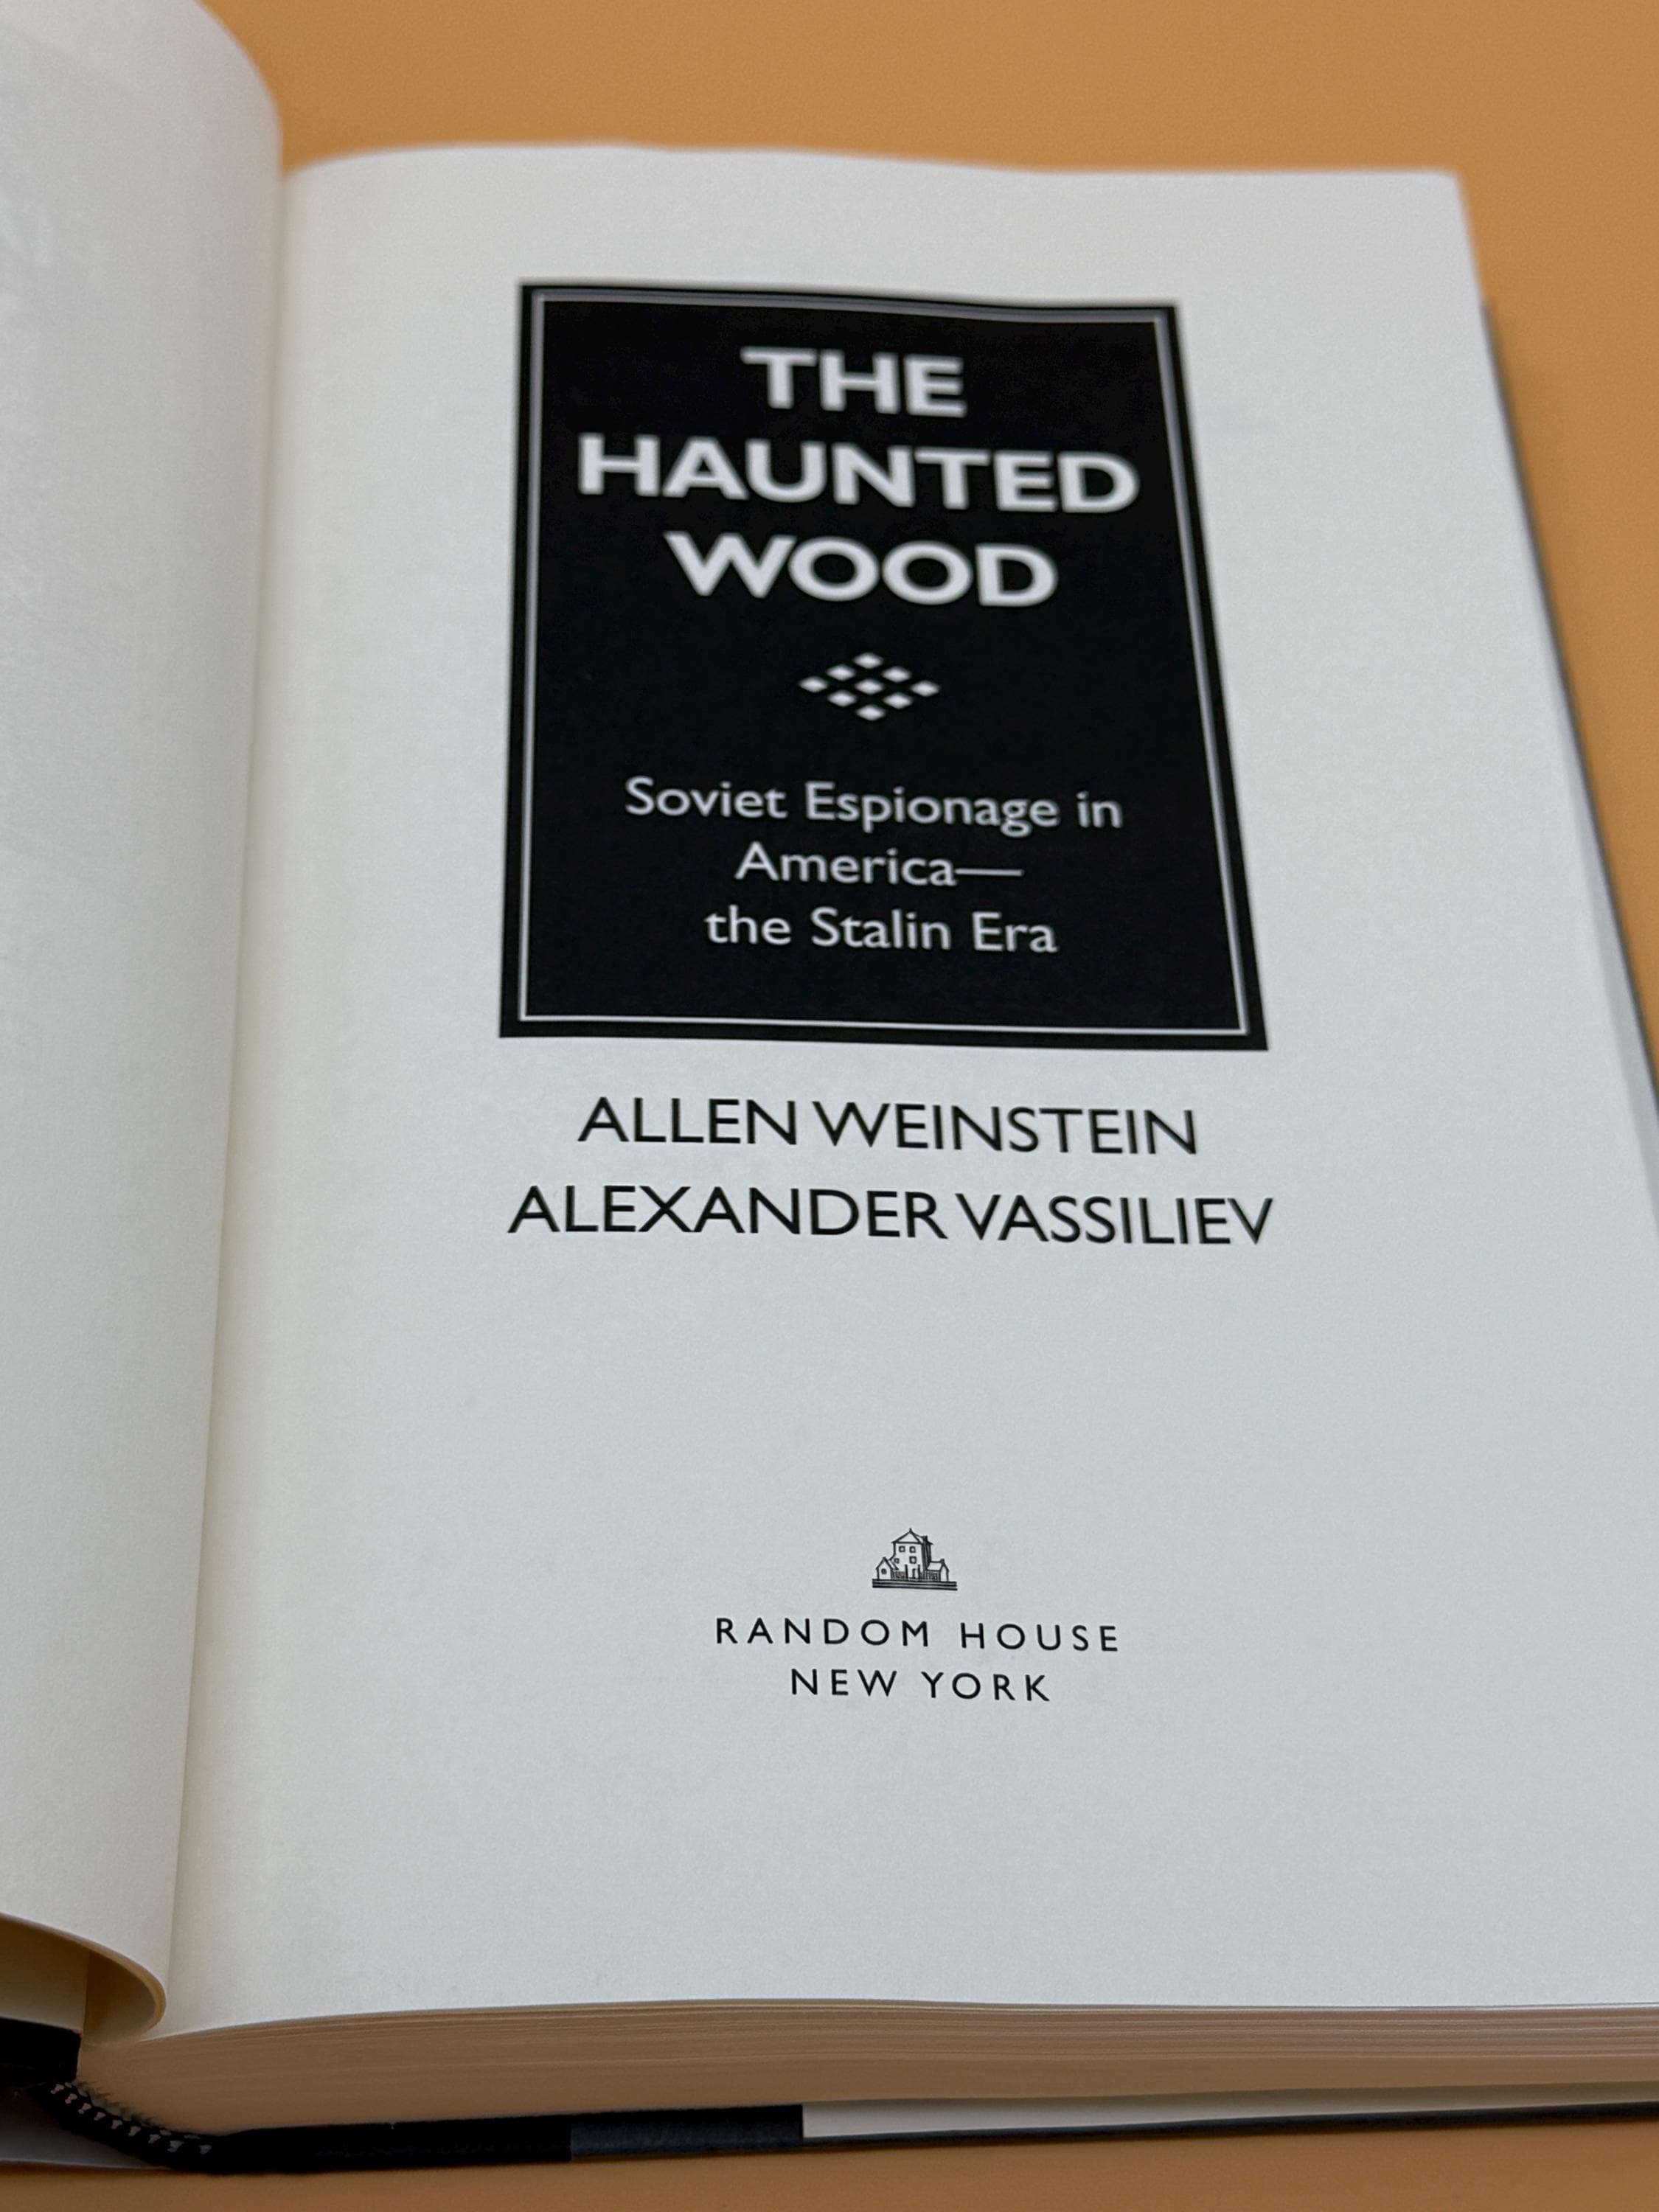 THE
HAUNTED
WOOD
Soviet Espionage in
America—
the Stalin Era
ALLEN WEINSTEIN
ALEXANDER VASSILIEV
RANDOM HOUSE
NEW YORK